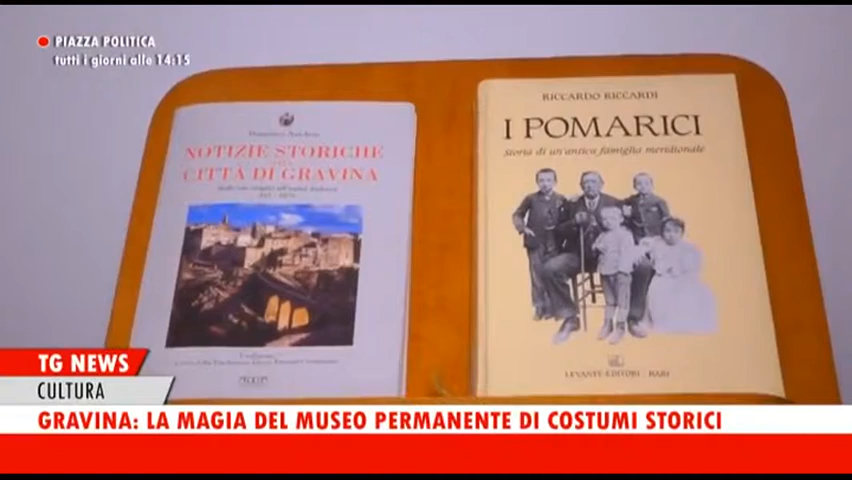 PIAZZA POLITICA
tutti i giorni alle 14:15
NOTIZIE STORICHE
CITTÀ DI GRAVINA
RICCARDO RICCARDI
I POMARICI
Storia di un'antica famiglia meridionale
LEVANTE EDITORI - BARI
TG NEWS
CULTURA
GRAVINA: LA MAGIA DEL MUSEO PERMANENTE DI COSTUMI STORICI